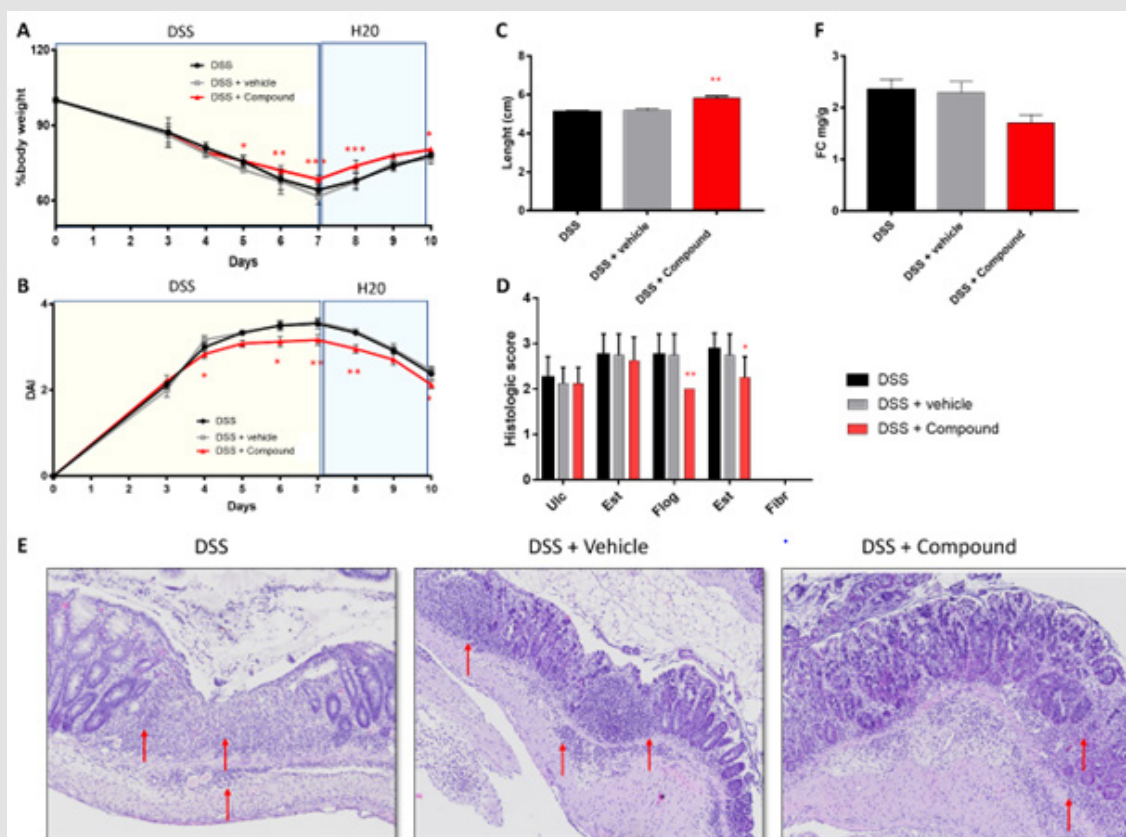 A
DSS
H20
120
90
60
%body weight
DSS
DSS + vehicle
DSS + Compound
*
**
***
***
*
0 1 2 3 4 5 6 7 8 9 10
Days
B
DSS
H20
4
2
0
DAI
DSS
DSS + vehicle
DSS + Compound
*
*
**
**
*
0 1 2 3 4 5 6 7 8 9 10
Days
C
Lenght (cm)
8
6
4
2
0
**
DSS
DSS + vehicle
DSS + Compound
F
FC mg/g
3
2
1
0
DSS
DSS + vehicle
DSS + Compound
D
Histologic score
4
3
2
1
0
**
*
Ulc Est Flog Est Fibr
DSS
DSS + vehicle
DSS + Compound
E
DSS
DSS + Vehicle
DSS + Compound